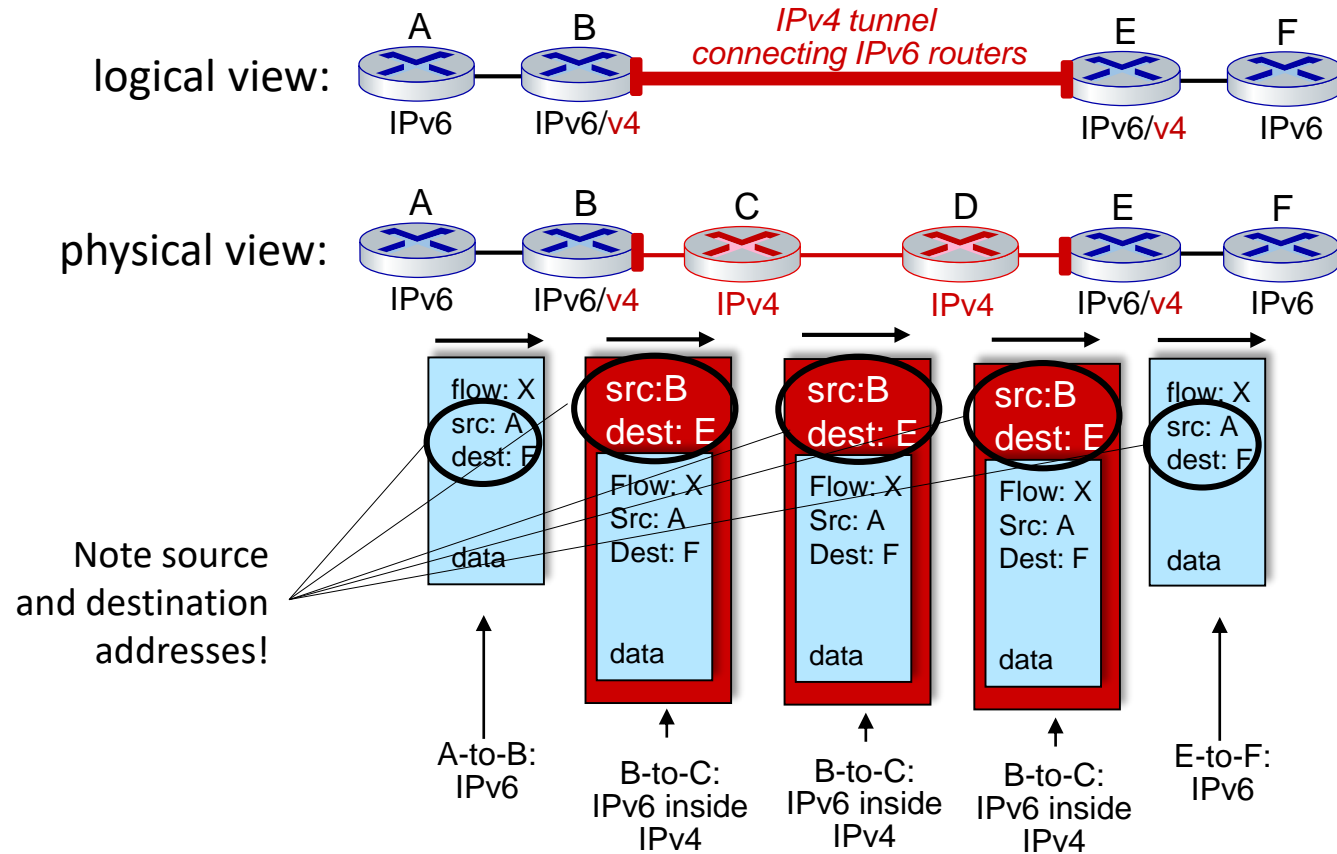 logical view:
A
B
IPv4 tunnel
connecting IPv6 routers
E
F
IPv6
IPv6/v4
IPv6/v4
IPv6
physical view:
A
B
C
D
E
F
IPv6
IPv6/v4
IPv4
IPv4
IPv6/v4
IPv6
flow: X
src: A
dest: F
data
src:B
dest: E
Flow: X
Src: A
Dest: F
data
src:B
dest: E
Flow: X
Src: A
Dest: F
data
src:B
dest: E
Flow: X
Src: A
Dest: F
data
flow: X
src: A
dest: F
data
Note source
and destination
addresses!
A-to-B:
IPv6
B-to-C:
IPv6 inside
IPv4
B-to-C:
IPv6 inside
IPv4
B-to-C:
IPv6 inside
IPv4
E-to-F:
IPv6